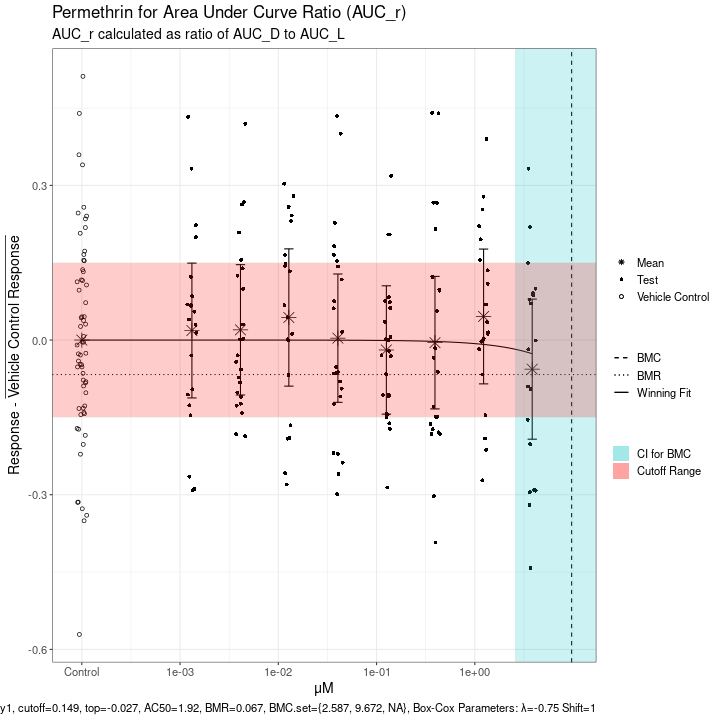 Permethrin for Area Under Curve Ratio (AUC_r)
AUC_r calculated as ratio of AUC_D to AUC_L
Response - Vehicle Control Response
0.3
0.0
-0.3
-0.6
Control
1e-03
1e-02
1e-01
1e+00
μM
Mean
Test
Vehicle Control
BMC
BMR
Winning Fit
CI for BMC
Cutoff Range
y1, cutoff=0.149, top=-0.027, AC50=1.92, BMR=0.067, BMC.set={2.587, 9.672, NA}, Box-Cox Parameters: λ=-0.75 Shift=1